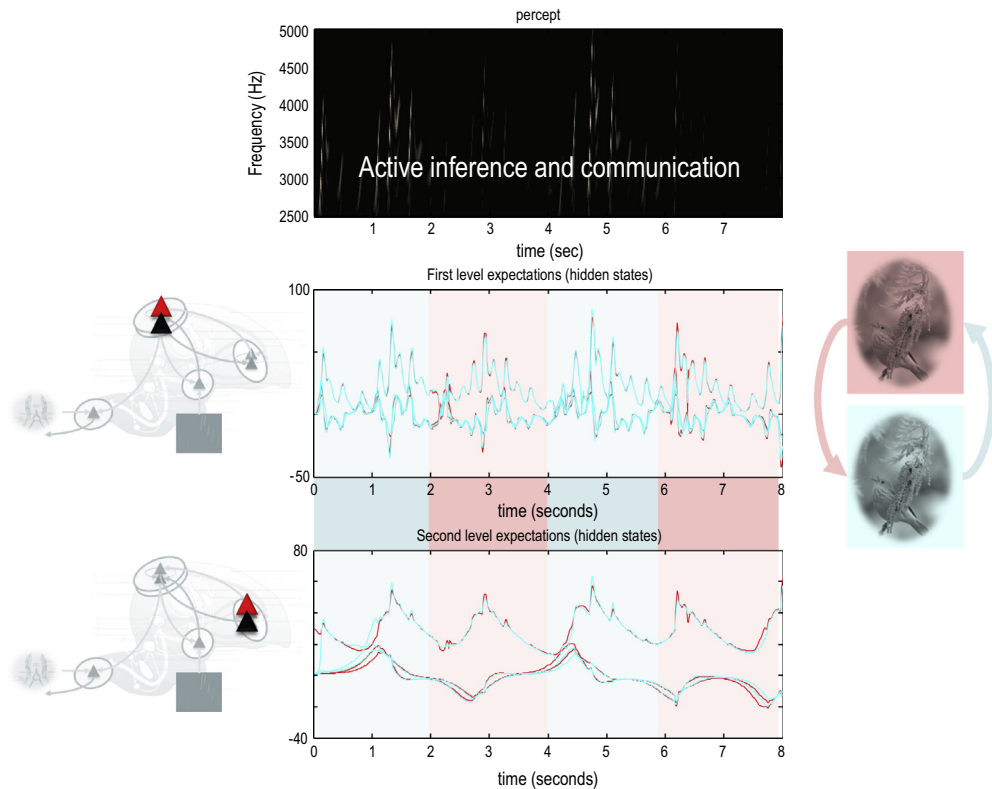 percept
5000
4500
4000
3500
3000
2500
Frequency (Hz)
Active inference and communication
1 2 3 4 5 6 7
time (sec)
First level expectations (hidden states)
100
-50
0 1 2 3 4 5 6 7 8
time (seconds)
Second level expectations (hidden states)
80
-40
0 1 2 3 4 5 6 7 8
time (seconds)